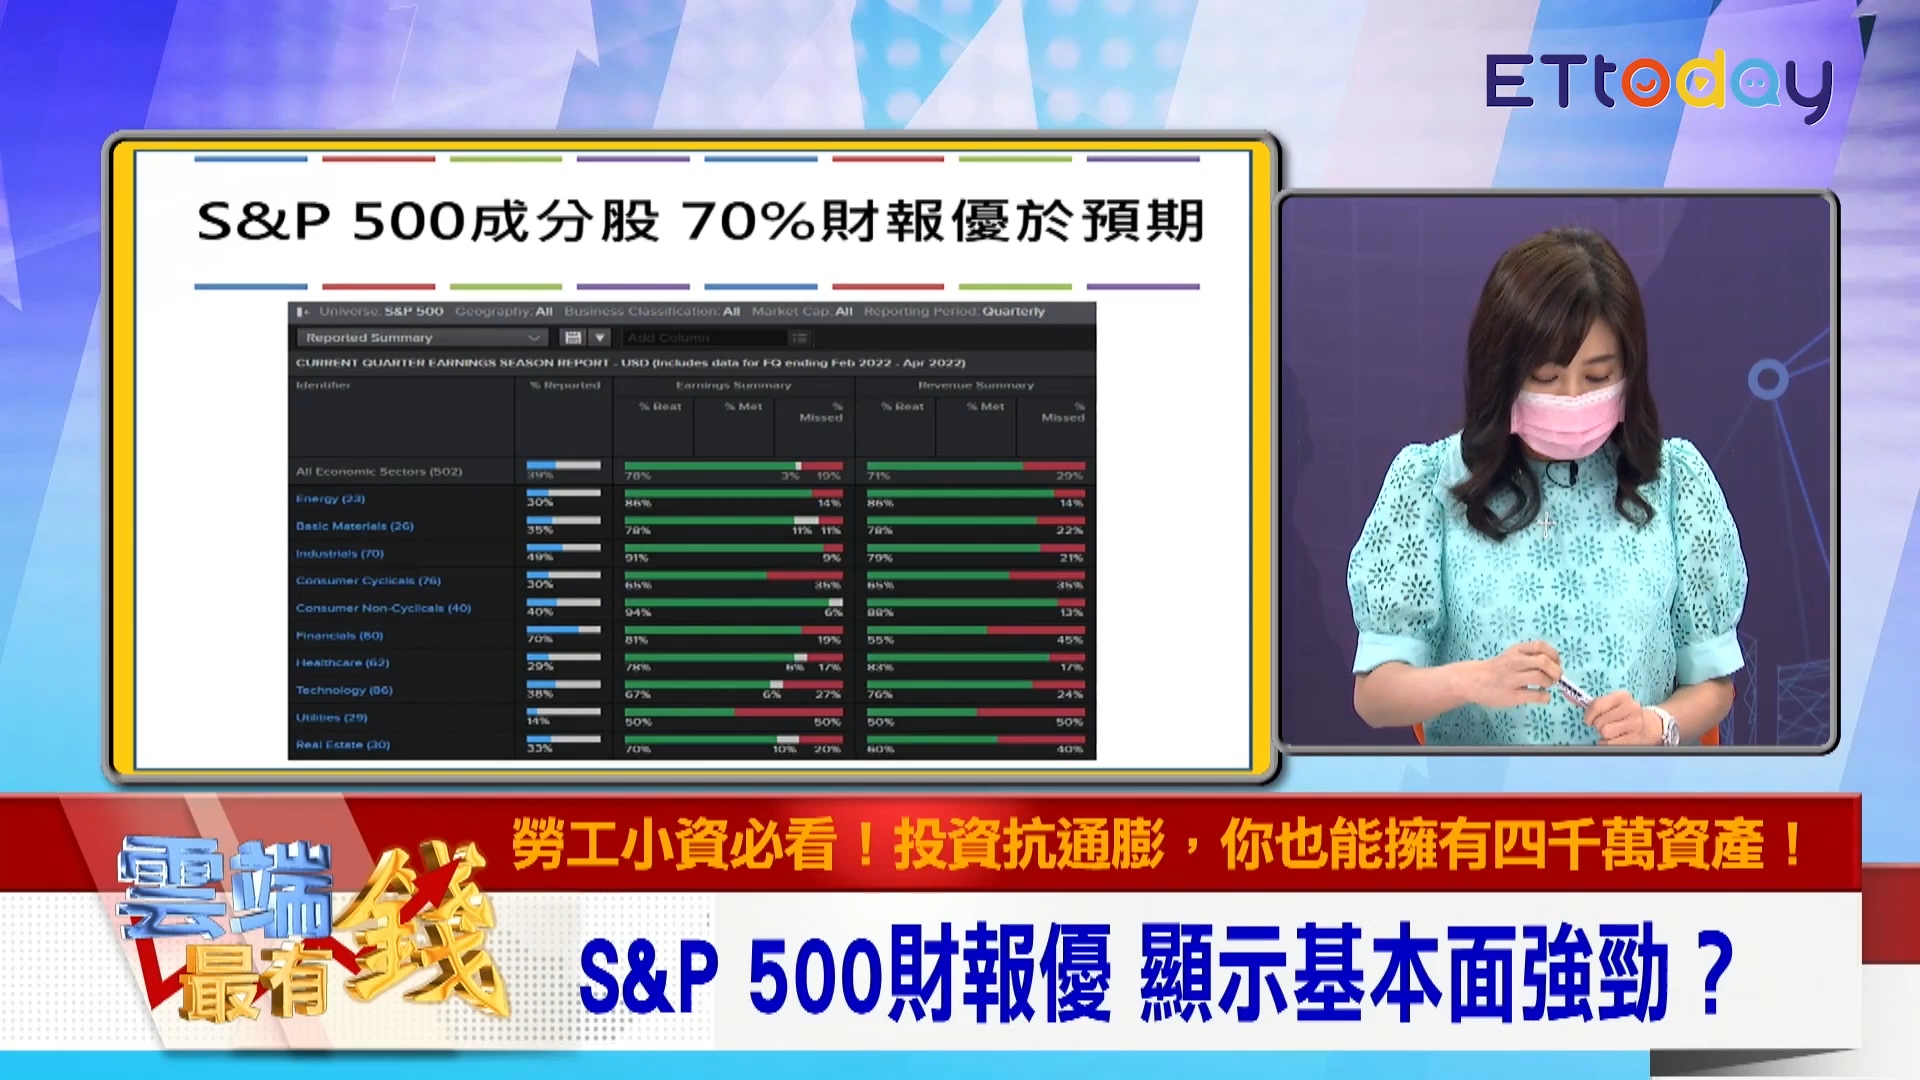 ETtoday
S&P 500成分股 70%財報優於預期
Universe: S&P 500 Geography: All Business Classification: All Market Cap: All Reporting Period: Quarterly
Reported Summary Add Column
CURRENT QUARTER EARNINGS SEASON REPORT - USD (Includes data for FQ ending Feb 2022 - Apr 2022)
Identifier % Reported Earnings Summary Revenue Summary
% Beat % Met % Missed % Beat % Met % Missed
All Economic Sectors (502) 39% 78% 3% 19% 71% 29%
Energy (23) 30% 86% 14% 86% 14%
Basic Materials (26) 35% 78% 11% 11% 78% 22%
Industrials (70) 49% 91% 9% 79% 21%
Consumer Cyclicals (76) 30% 65% 35% 65% 35%
Consumer Non-Cyclicals (40) 40% 94% 6% 88% 13%
Financials (60) 70% 81% 19% 55% 45%
Healthcare (62) 29% 78% 6% 17% 83% 17%
Technology (86) 38% 67% 6% 27% 76% 24%
Utilities (29) 14% 50% 50% 50% 50%
Real Estate (30) 33% 70% 10% 20% 60% 40%
勞工小資必看！投資抗通膨，你也能擁有四千萬資產！
雲端最有錢
S&P 500財報優 顯示基本面強勁？